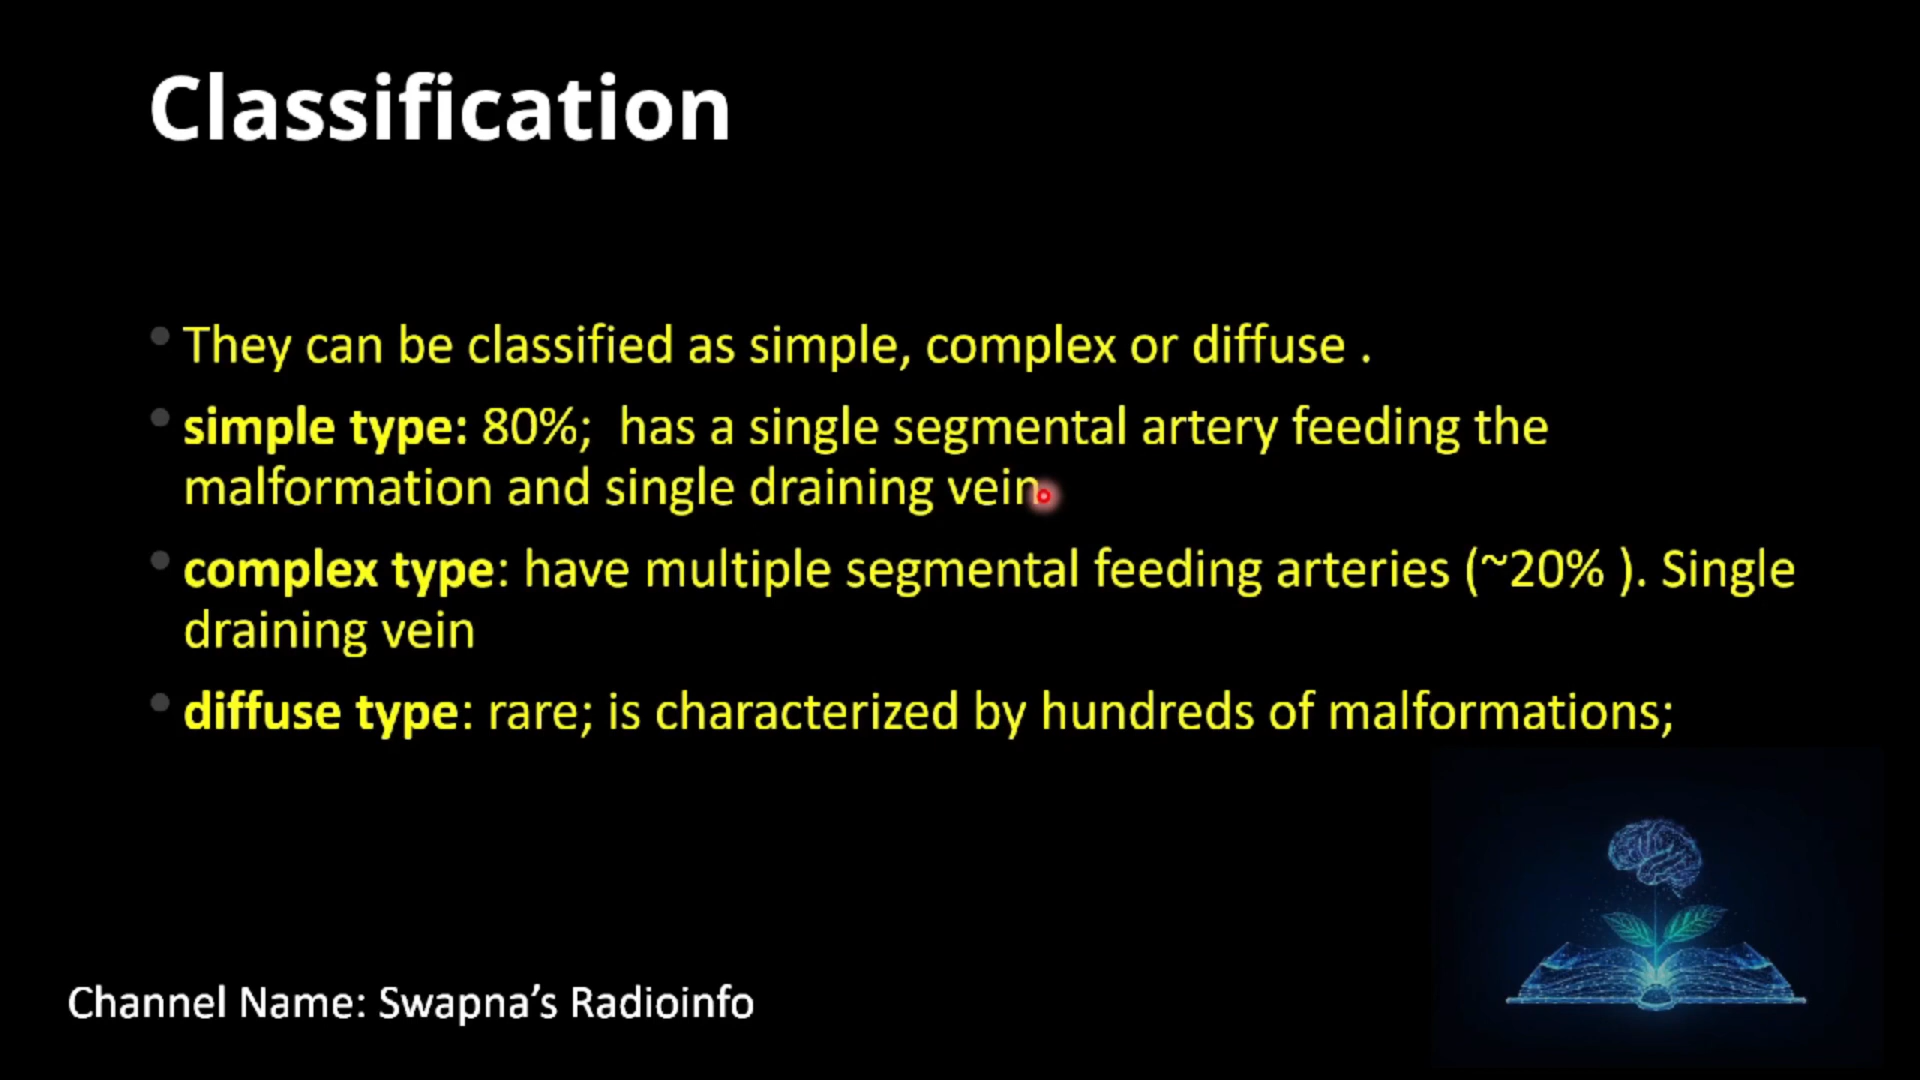 Classification
They can be classified as simple, complex or diffuse .
simple type: 80%;  has a single segmental artery feeding the
malformation and single draining vein.
complex type: have multiple segmental feeding arteries (~20% ). Single
draining vein
diffuse type: rare; is characterized by hundreds of malformations;
Channel Name: Swapna’s Radioinfo